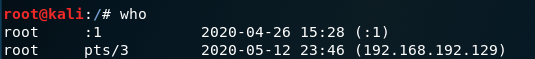 root@kali:/# who
root     :1           2020-04-26 15:28 (:1)
root     pts/3        2020-05-12 23:46 (192.168.192.129)